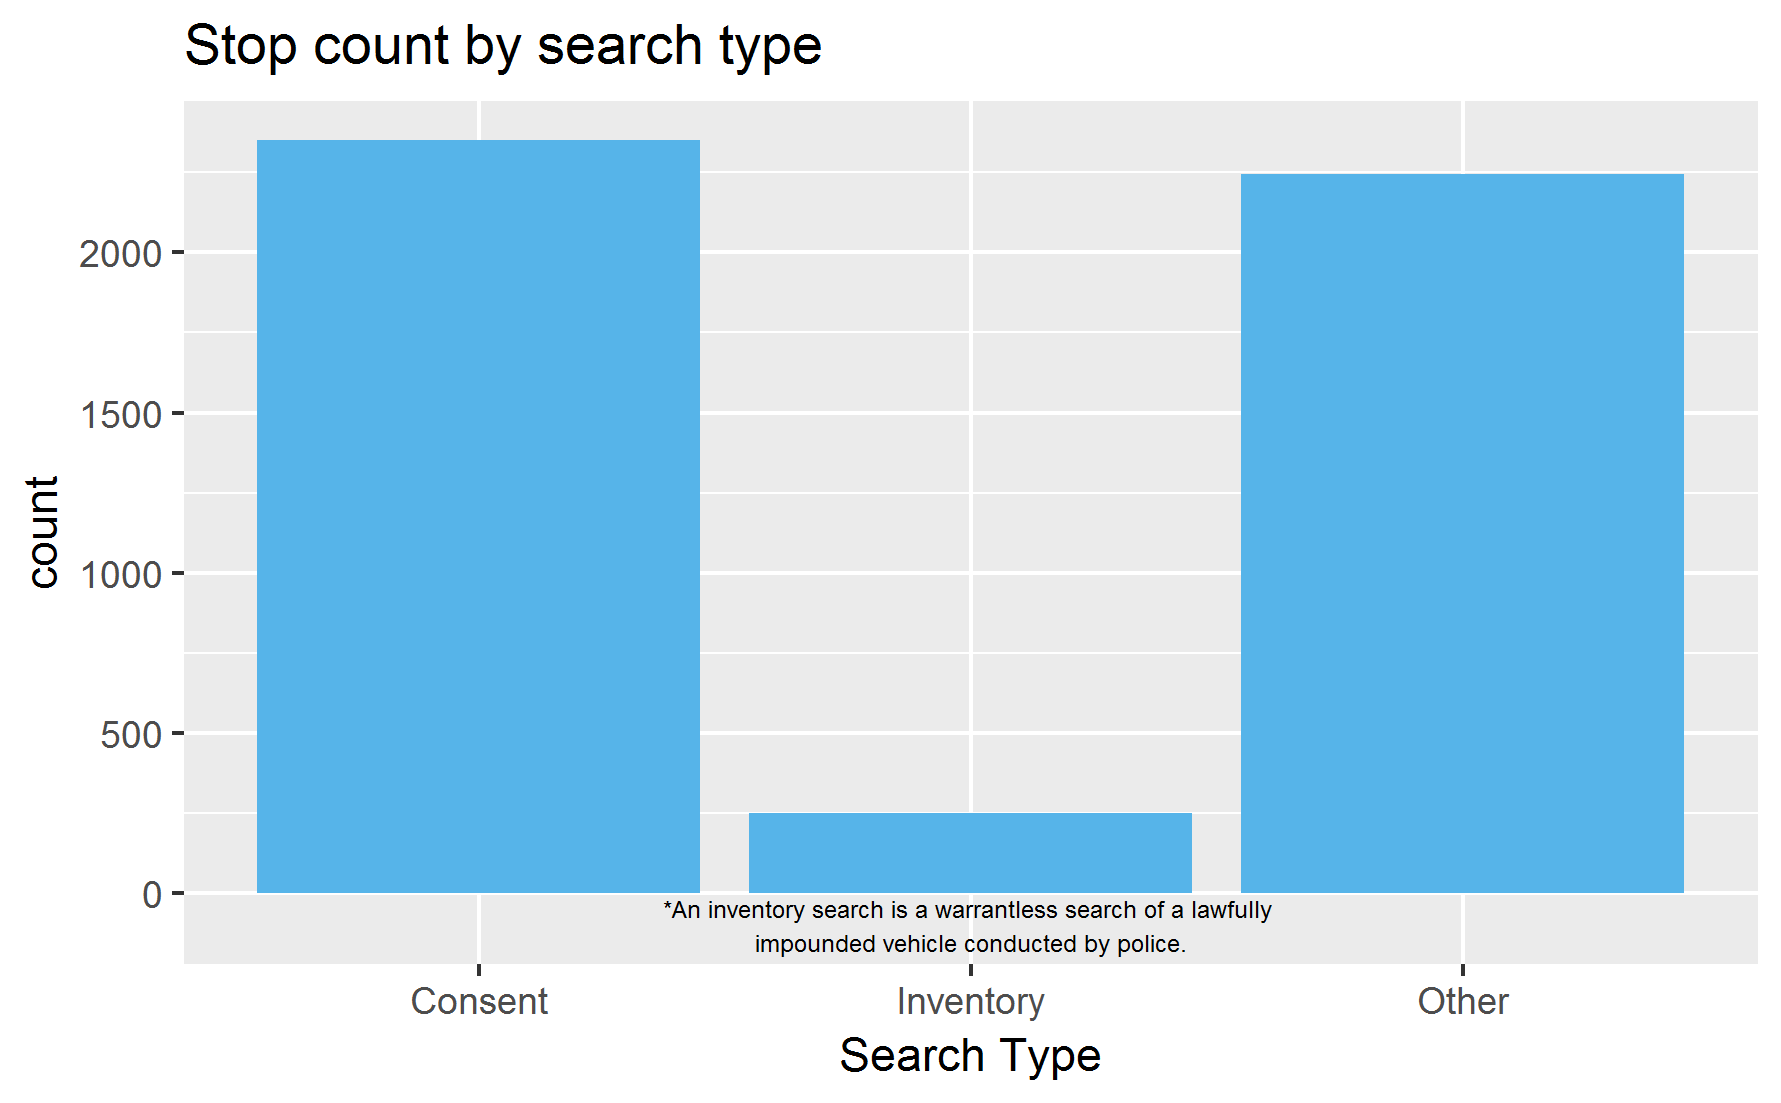 Stop count by search type
count
2000
1500
1000
500
0
*An inventory search is a warrantless search of a lawfully
impounded vehicle conducted by police.
Consent Inventory Other
Search Type